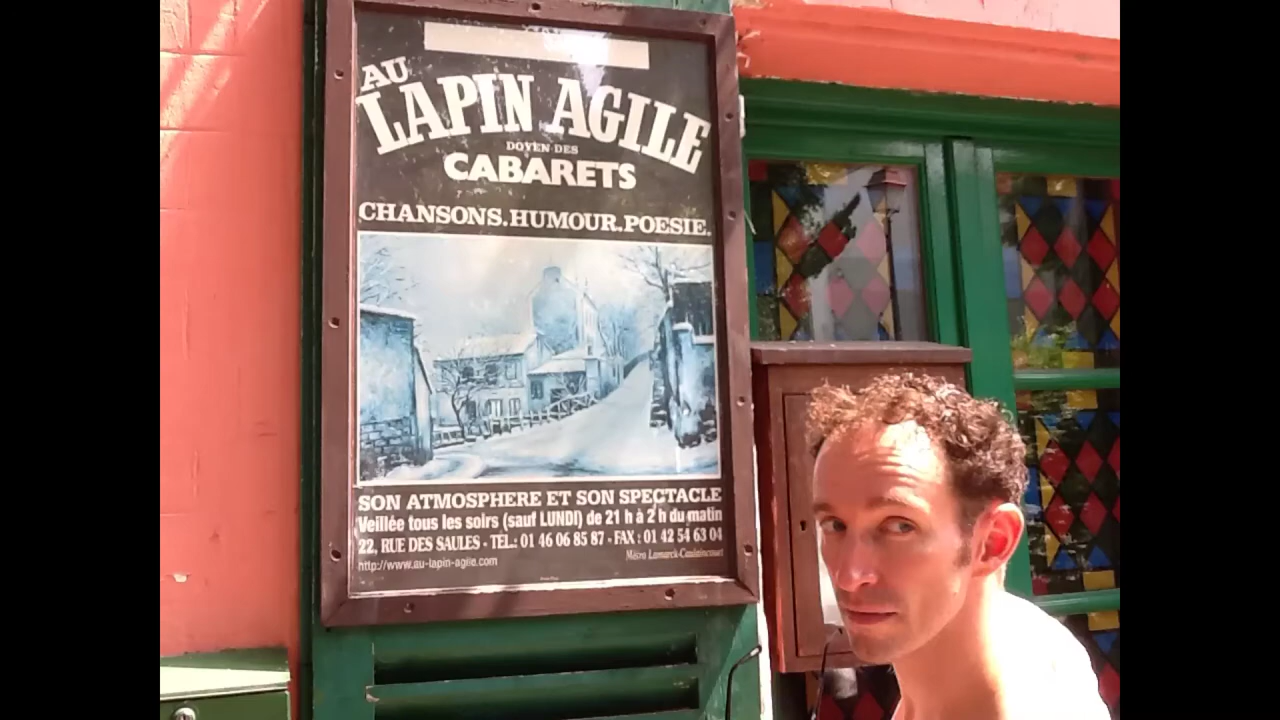 AU
LAPIN AGILE
DOYEN DES
CABARETS
CHANSONS.HUMOUR.POESIE.
SON ATMOSPHERE ET SON SPECTACLE
Veillée tous les soirs (sauf LUNDI) de 21 h à 2 h du matin
22, RUE DES SAULES - TÉL.: 01 46 06 85 87 - FAX : 01 42 54 63 04
Métro Lamarck-Caulaincourt
http://www.au-lapin-agile.com